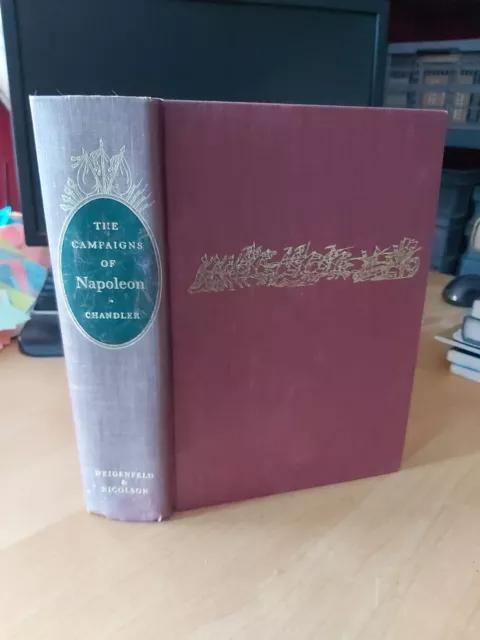 THE
CAMPAIGNS
OF
Napoleon
CHANDLER
WEIDENFELD
&
NICOLSON